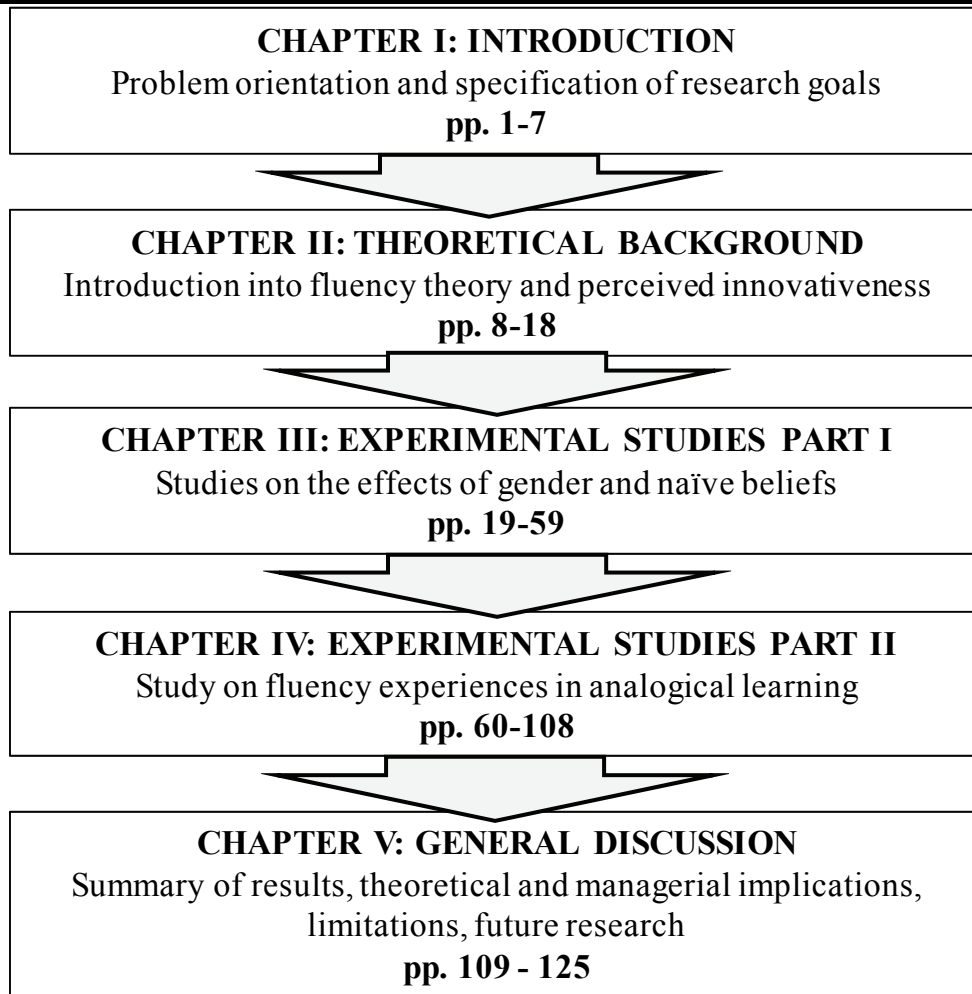 CHAPTER I: INTRODUCTION
Problem orientation and specification of research goals
pp. 1-7
CHAPTER II: THEORETICAL BACKGROUND
Introduction into fluency theory and perceived innovativeness
pp. 8-18
CHAPTER III: EXPERIMENTAL STUDIES PART I
Studies on the effects of gender and naïve beliefs
pp. 19-59
CHAPTER IV: EXPERIMENTAL STUDIES PART II
Study on fluency experiences in analogical learning
pp. 60-108
CHAPTER V: GENERAL DISCUSSION
Summary of results, theoretical and managerial implications,
limitations, future research
pp. 109 - 125